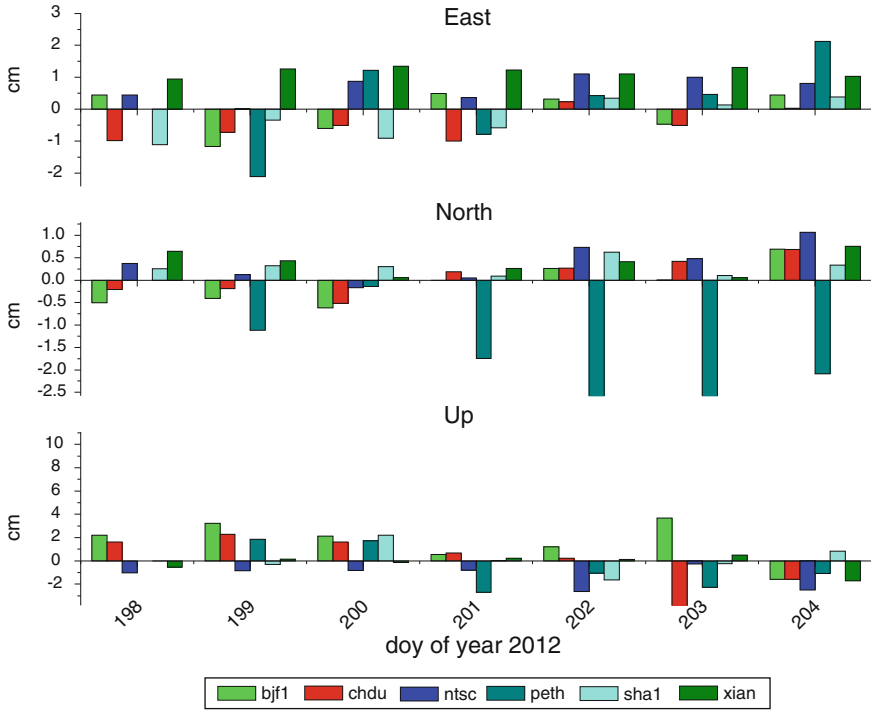 East
cm
3
2
1
0
-1
-2
North
cm
1.0
0.5
0.0
-0.5
-1.0
-1.5
-2.0
-2.5
Up
cm
10
8
6
4
2
0
-2
198 199 200 201 202 203 204
doy of year 2012
bjf1 chdu ntsc peth sha1 xian